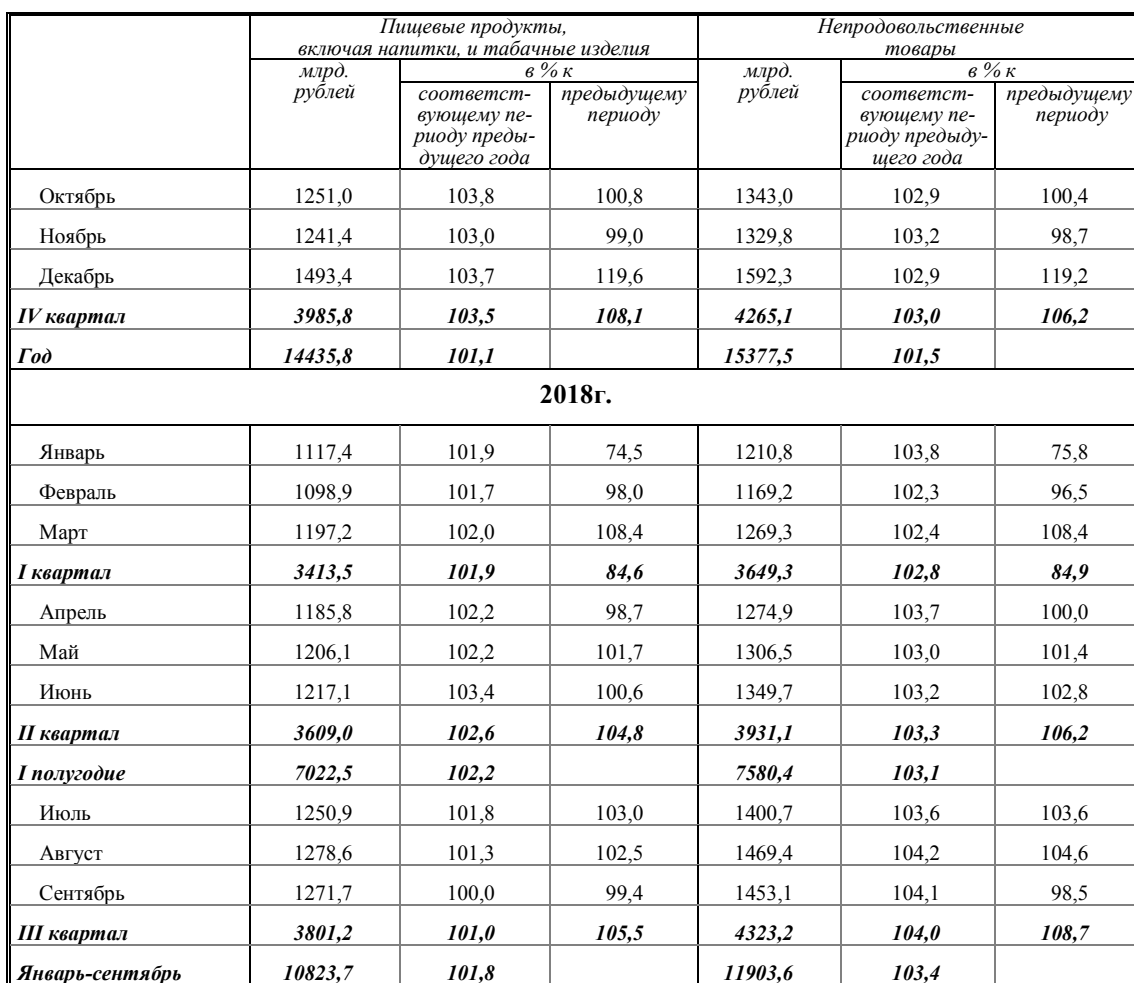 Пищевые продукты,
включая напитки, и табачные изделия
Непродовольственные
товары
млрд.
рублей
в % к
млрд.
рублей
в % к
соответст-
вующему пе-
риоду преды-
дущего года
предыдущему
периоду
соответст-
вующему пе-
риоду предыду-
щего года
предыдущему
периоду
Октябрь 1251,0 103,8 100,8 1343,0 102,9 100,4
Ноябрь 1241,4 103,0 99,0 1329,8 103,2 98,7
Декабрь 1493,4 103,7 119,6 1592,3 102,9 119,2
IV квартал 3985,8 103,5 108,1 4265,1 103,0 106,2
Год 14435,8 101,1 15377,5 101,5
2018г.
Январь 1117,4 101,9 74,5 1210,8 103,8 75,8
Февраль 1098,9 101,7 98,0 1169,2 102,3 96,5
Март 1197,2 102,0 108,4 1269,3 102,4 108,4
I квартал 3413,5 101,9 84,6 3649,3 102,8 84,9
Апрель 1185,8 102,2 98,7 1274,9 103,7 100,0
Май 1206,1 102,2 101,7 1306,5 103,0 101,4
Июнь 1217,1 103,4 100,6 1349,7 103,2 102,8
II квартал 3609,0 102,6 104,8 3931,1 103,3 106,2
I полугодие 7022,5 102,2 7580,4 103,1
Июль 1250,9 101,8 103,0 1400,7 103,6 103,6
Август 1278,6 101,3 102,5 1469,4 104,2 104,6
Сентябрь 1271,7 100,0 99,4 1453,1 104,1 98,5
III квартал 3801,2 101,0 105,5 4323,2 104,0 108,7
Январь-сентябрь 10823,7 101,8 11903,6 103,4